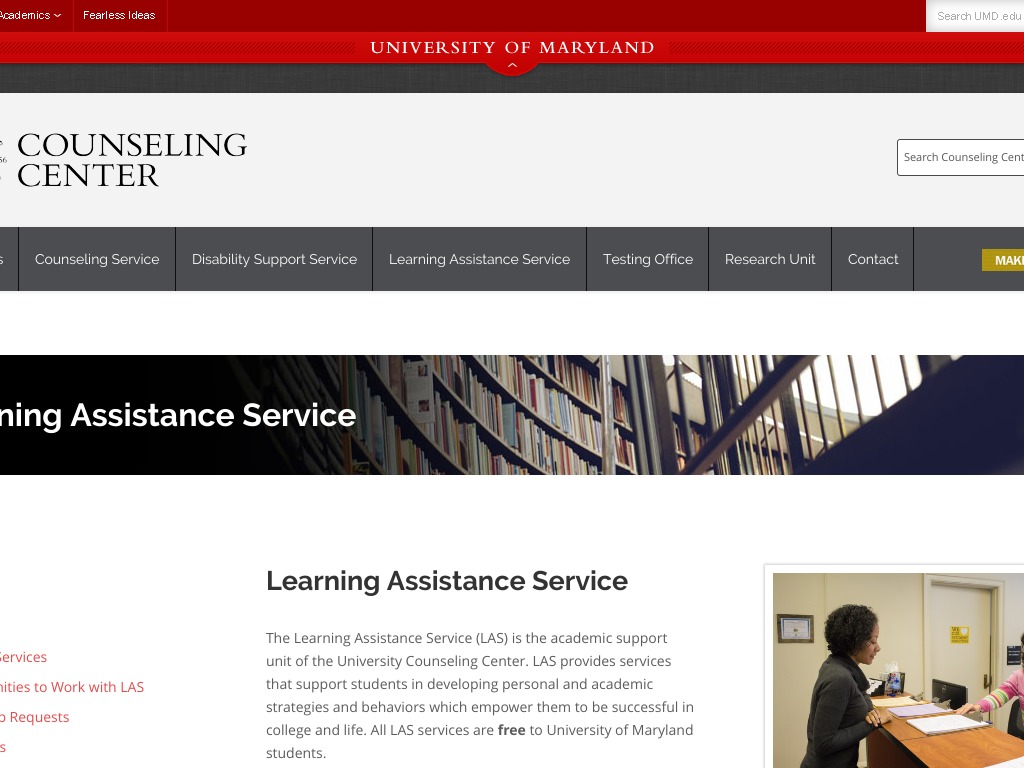 Academics
Fearless Ideas
Search UMD.edu
UNIVERSITY OF MARYLAND
COUNSELING
CENTER
56
Search Counseling Cent
s
Counseling Service
Disability Support Service
Learning Assistance Service
Testing Office
Research Unit
Contact
MAKE
ning Assistance Service
Learning Assistance Service
The Learning Assistance Service (LAS) is the academic support
unit of the University Counseling Center. LAS provides services
that support students in developing personal and academic
strategies and behaviors which empower them to be successful in
college and life. All LAS services are free to University of Maryland
students.
Services
nities to Work with LAS
p Requests
s